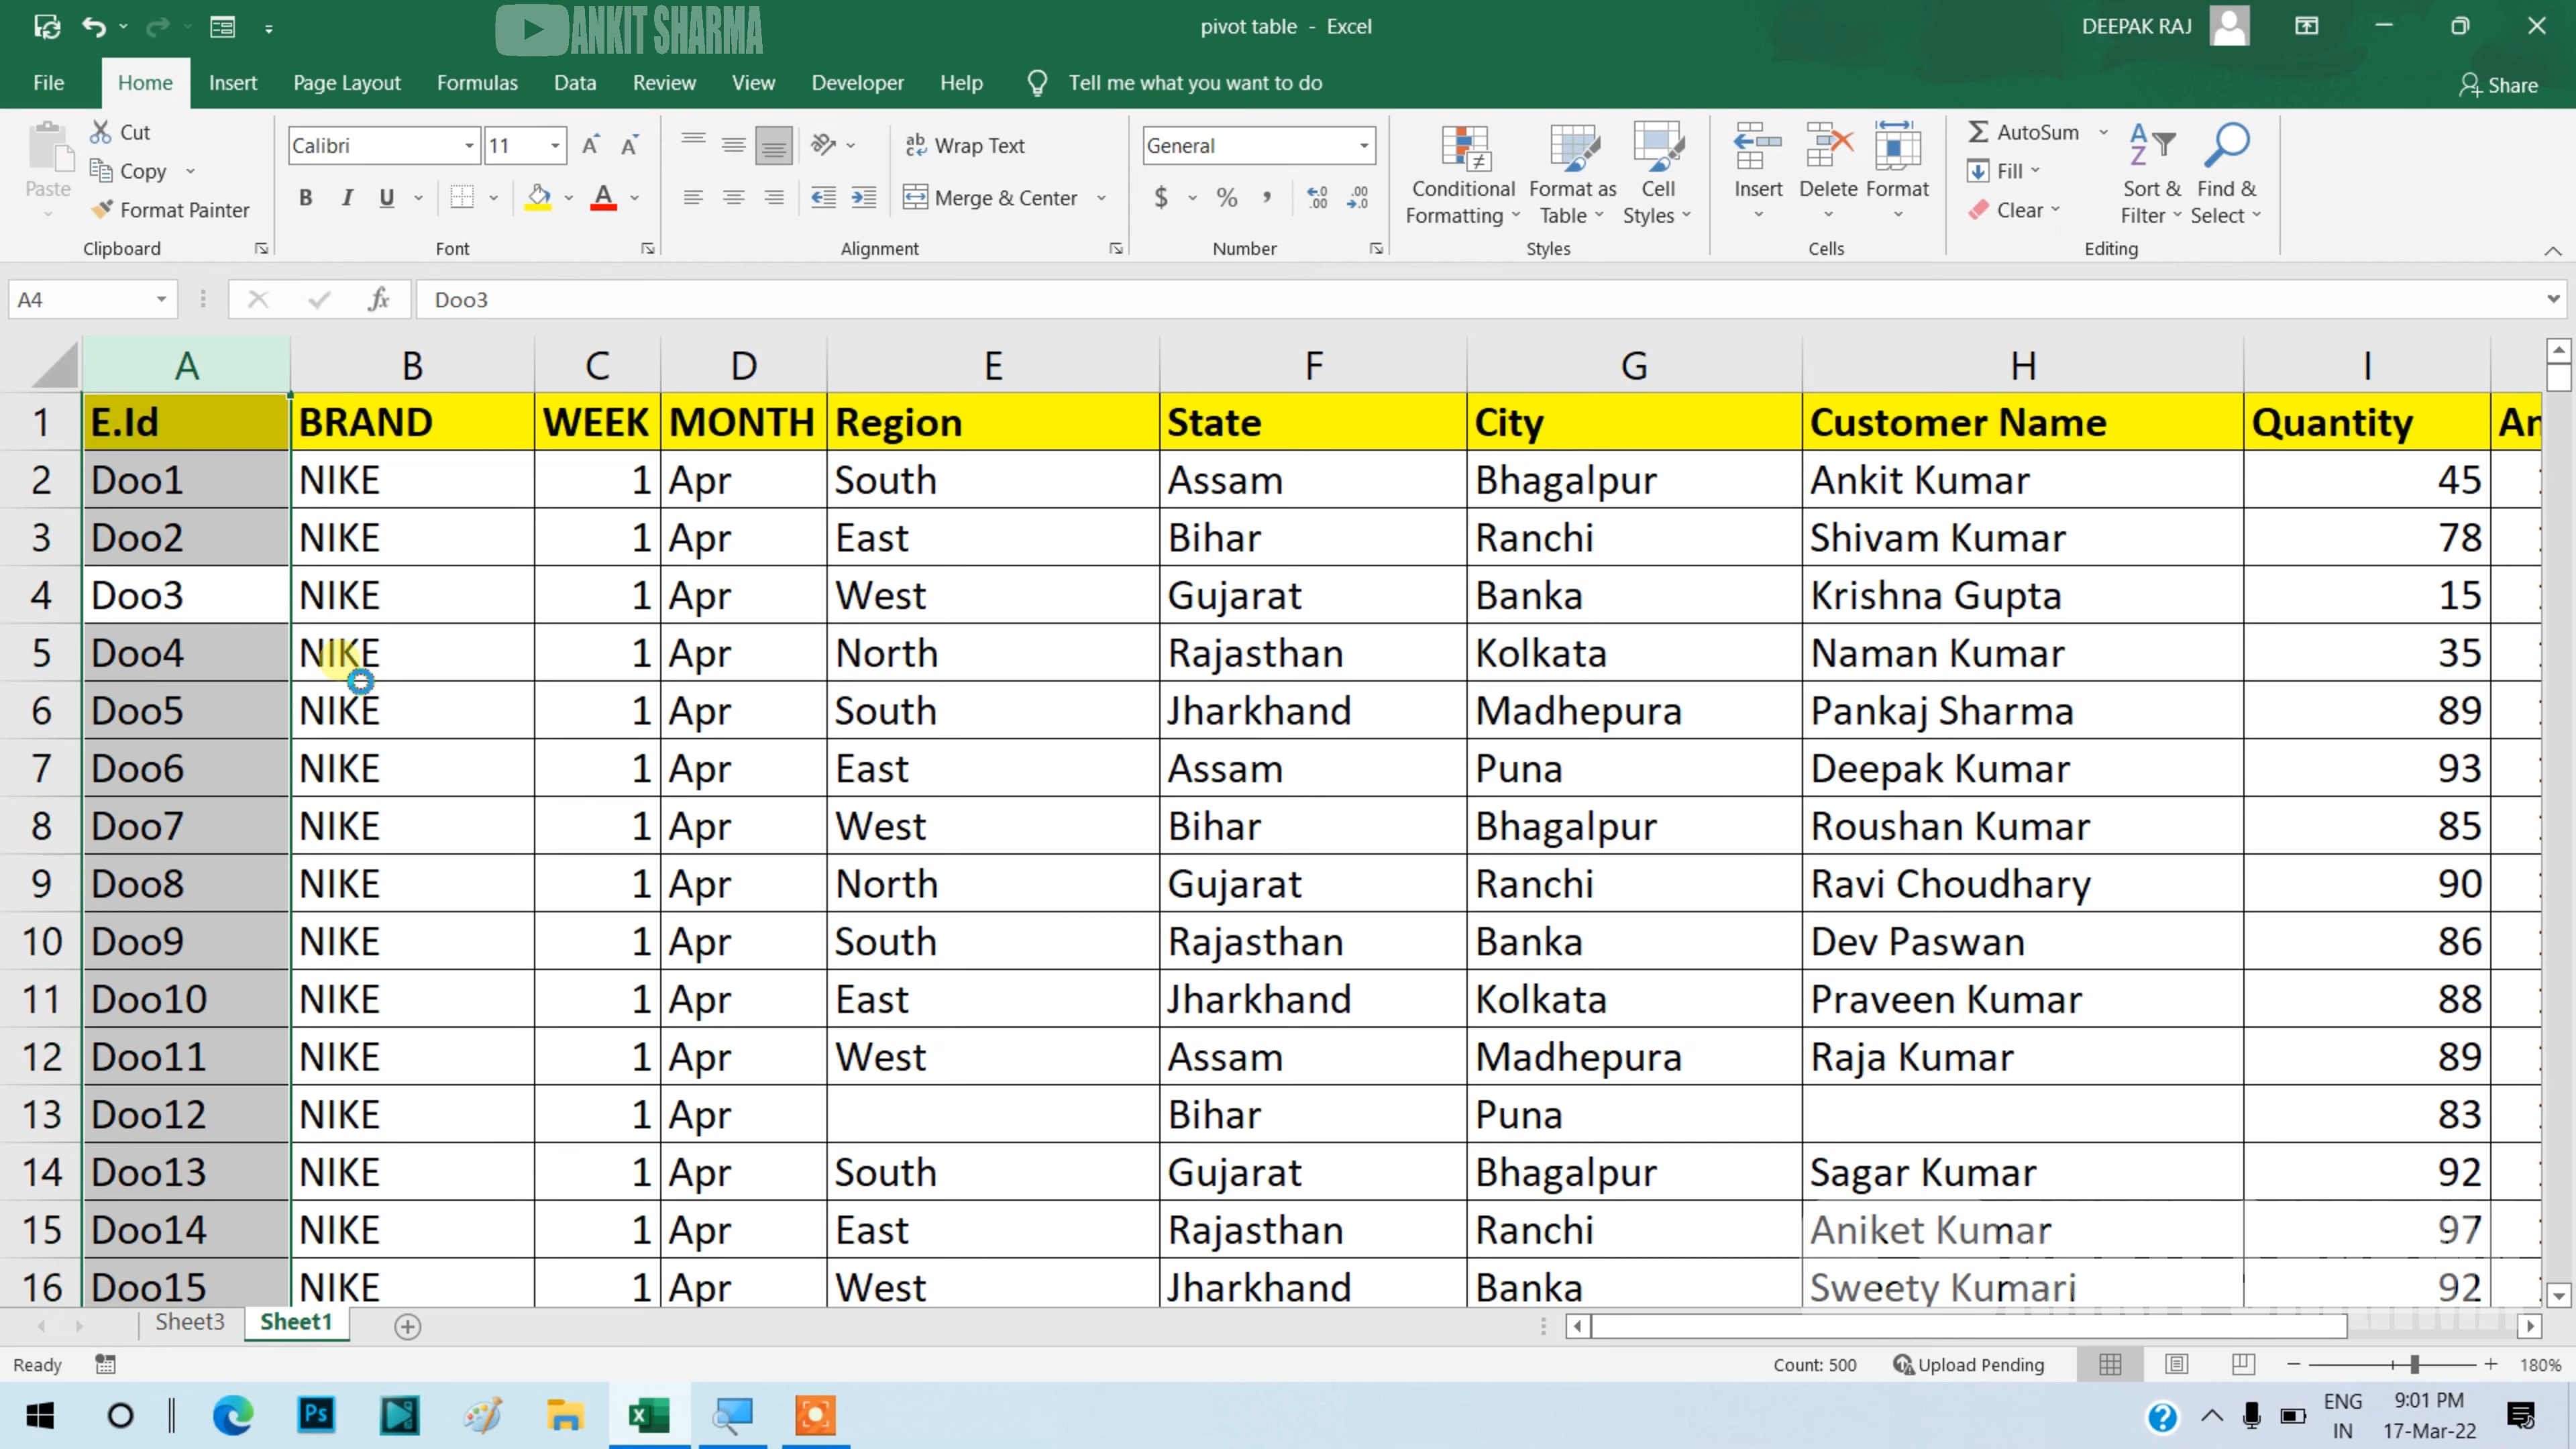 ANKIT SHARMA
pivot table - Excel
DEEPAK RAJ
File Home Insert Page Layout Formulas Data Review View Developer Help Tell me what you want to do Share
Paste
Cut
Copy
Format Painter
Clipboard
Calibri 11
B I U A
Font
Wrap Text
Merge & Center
Alignment
General
$ % , .00 .0
Number
Conditional Formatting
Format as Table
Cell Styles
Styles
Insert Delete Format
Cells
AutoSum
Fill
Clear
Sort & Filter
Find & Select
Editing
A4 fx Doo3
A B C D E F G H I
1 E.Id BRAND WEEK MONTH Region State City Customer Name Quantity
2 Doo1 NIKE 1 Apr South Assam Bhagalpur Ankit Kumar 45
3 Doo2 NIKE 1 Apr East Bihar Ranchi Shivam Kumar 78
4 Doo3 NIKE 1 Apr West Gujarat Banka Krishna Gupta 15
5 Doo4 NIKE 1 Apr North Rajasthan Kolkata Naman Kumar 35
6 Doo5 NIKE 1 Apr South Jharkhand Madhepura Pankaj Sharma 89
7 Doo6 NIKE 1 Apr East Assam Puna Deepak Kumar 93
8 Doo7 NIKE 1 Apr West Bihar Bhagalpur Roushan Kumar 85
9 Doo8 NIKE 1 Apr North Gujarat Ranchi Ravi Choudhary 90
10 Doo9 NIKE 1 Apr South Rajasthan Banka Dev Paswan 86
11 Doo10 NIKE 1 Apr East Jharkhand Kolkata Praveen Kumar 88
12 Doo11 NIKE 1 Apr West Assam Madhepura Raja Kumar 89
13 Doo12 NIKE 1 Apr Bihar Puna 83
14 Doo13 NIKE 1 Apr South Gujarat Bhagalpur Sagar Kumar 92
15 Doo14 NIKE 1 Apr East Rajasthan Ranchi Aniket Kumar 97
16 Doo15 NIKE 1 Apr West Jharkhand Banka Sweety Kumari 92
Sheet3 Sheet1
Ready Count: 500 Upload Pending 180%
Ps
ENG
IN
9:01 PM
17-Mar-22